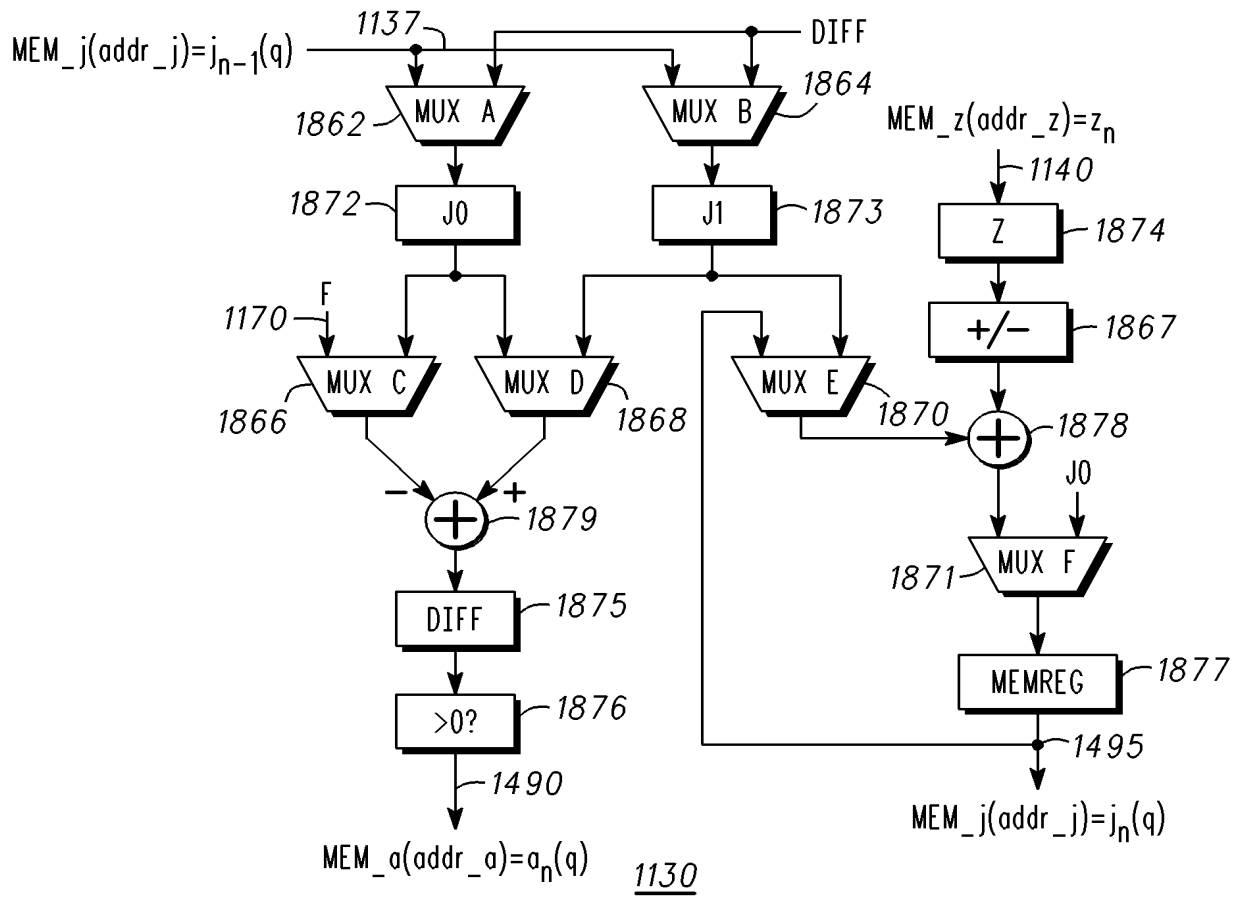 1137
DIFF
MEM_j(addr_j)=j_{n-1}(q)
MUX A
MUX B
1864
1862
MEM_z(addr_z)=z_n
1140
1872
J0
J1
1873
Z
1874
F
1170
+/-
1867
MUX C
MUX D
MUX E
1866
1868
1870
+
1878
J0
- +
+
1879
MUX F
1871
DIFF
1875
MEMREG
1877
>0?
1876
1495
1490
MEM_j(addr_j)=j_n(q)
MEM_a(addr_a)=a_n(q)
1130